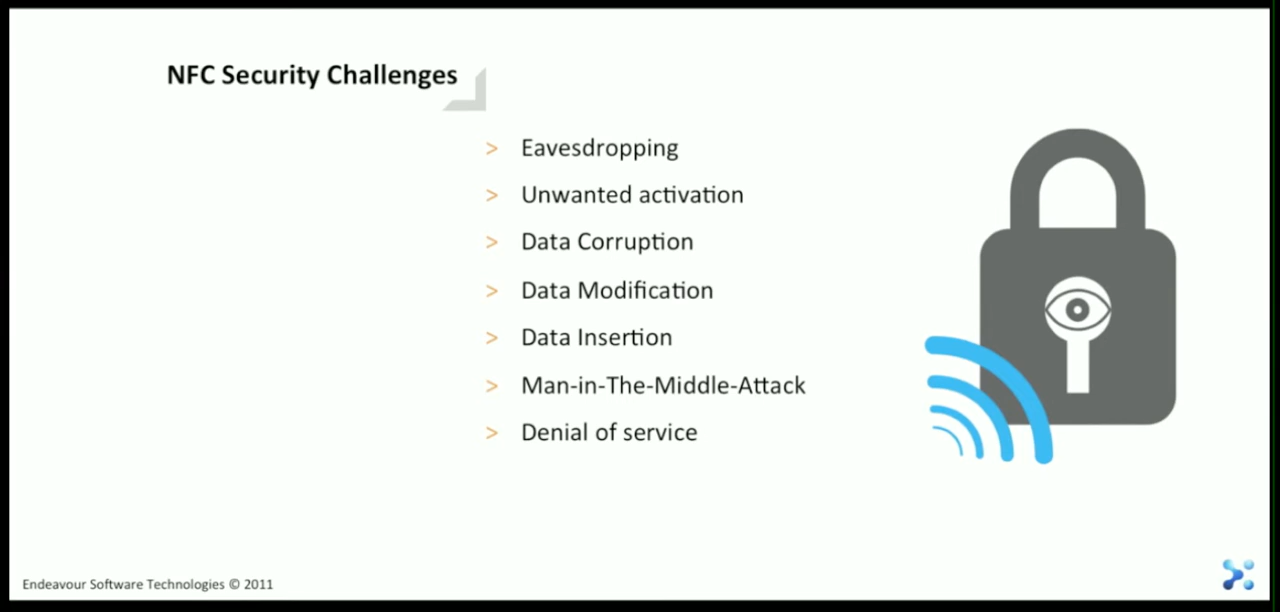 NFC Security Challenges
> Eavesdropping
> Unwanted activation
> Data Corruption
> Data Modification
> Data Insertion
> Man-in-The-Middle-Attack
> Denial of service
Endeavour Software Technologies © 2011